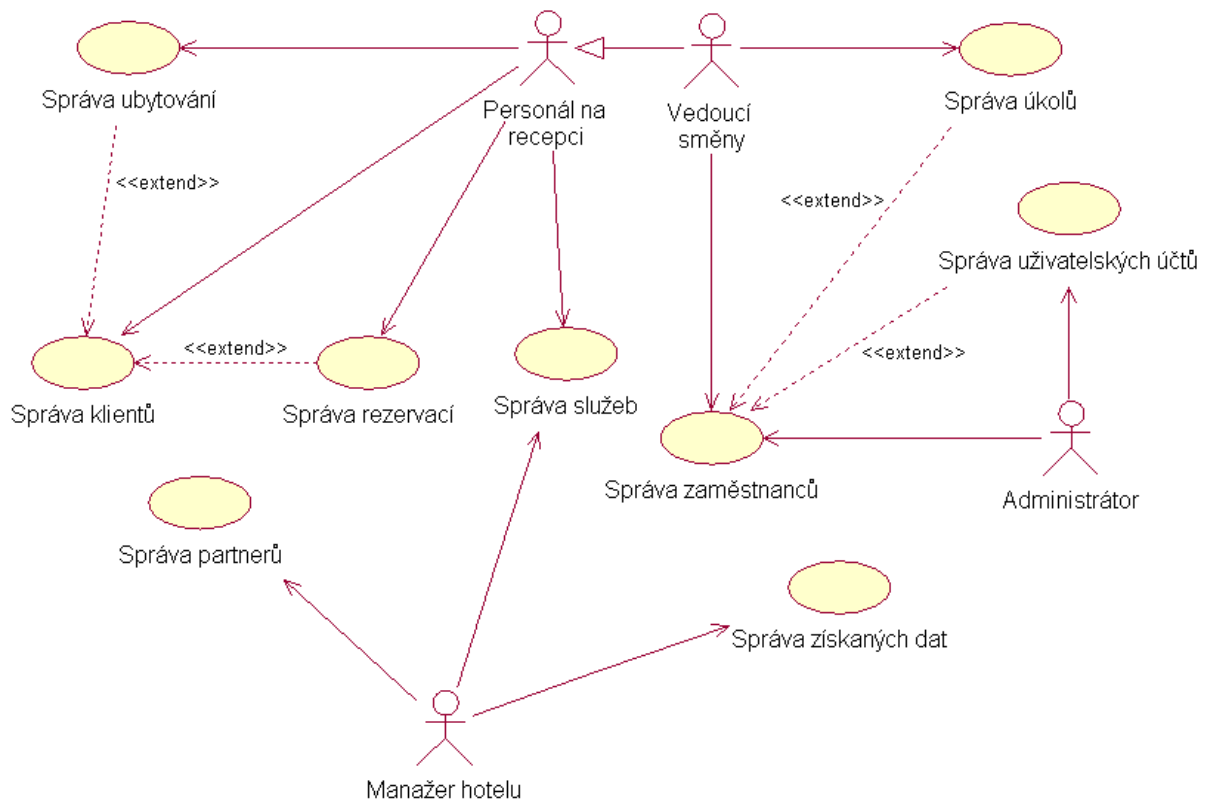 Správa ubytování
Personál na
recepci
Vedoucí
směny
Správa úkolů
<<extend>>
<<extend>>
Správa uživatelských účtů
<<extend>>
<<extend>>
Správa klientů
Správa rezervací
Správa služeb
Správa zaměstnanců
Administrátor
Správa partnerů
Správa získaných dat
Manažer hotelu